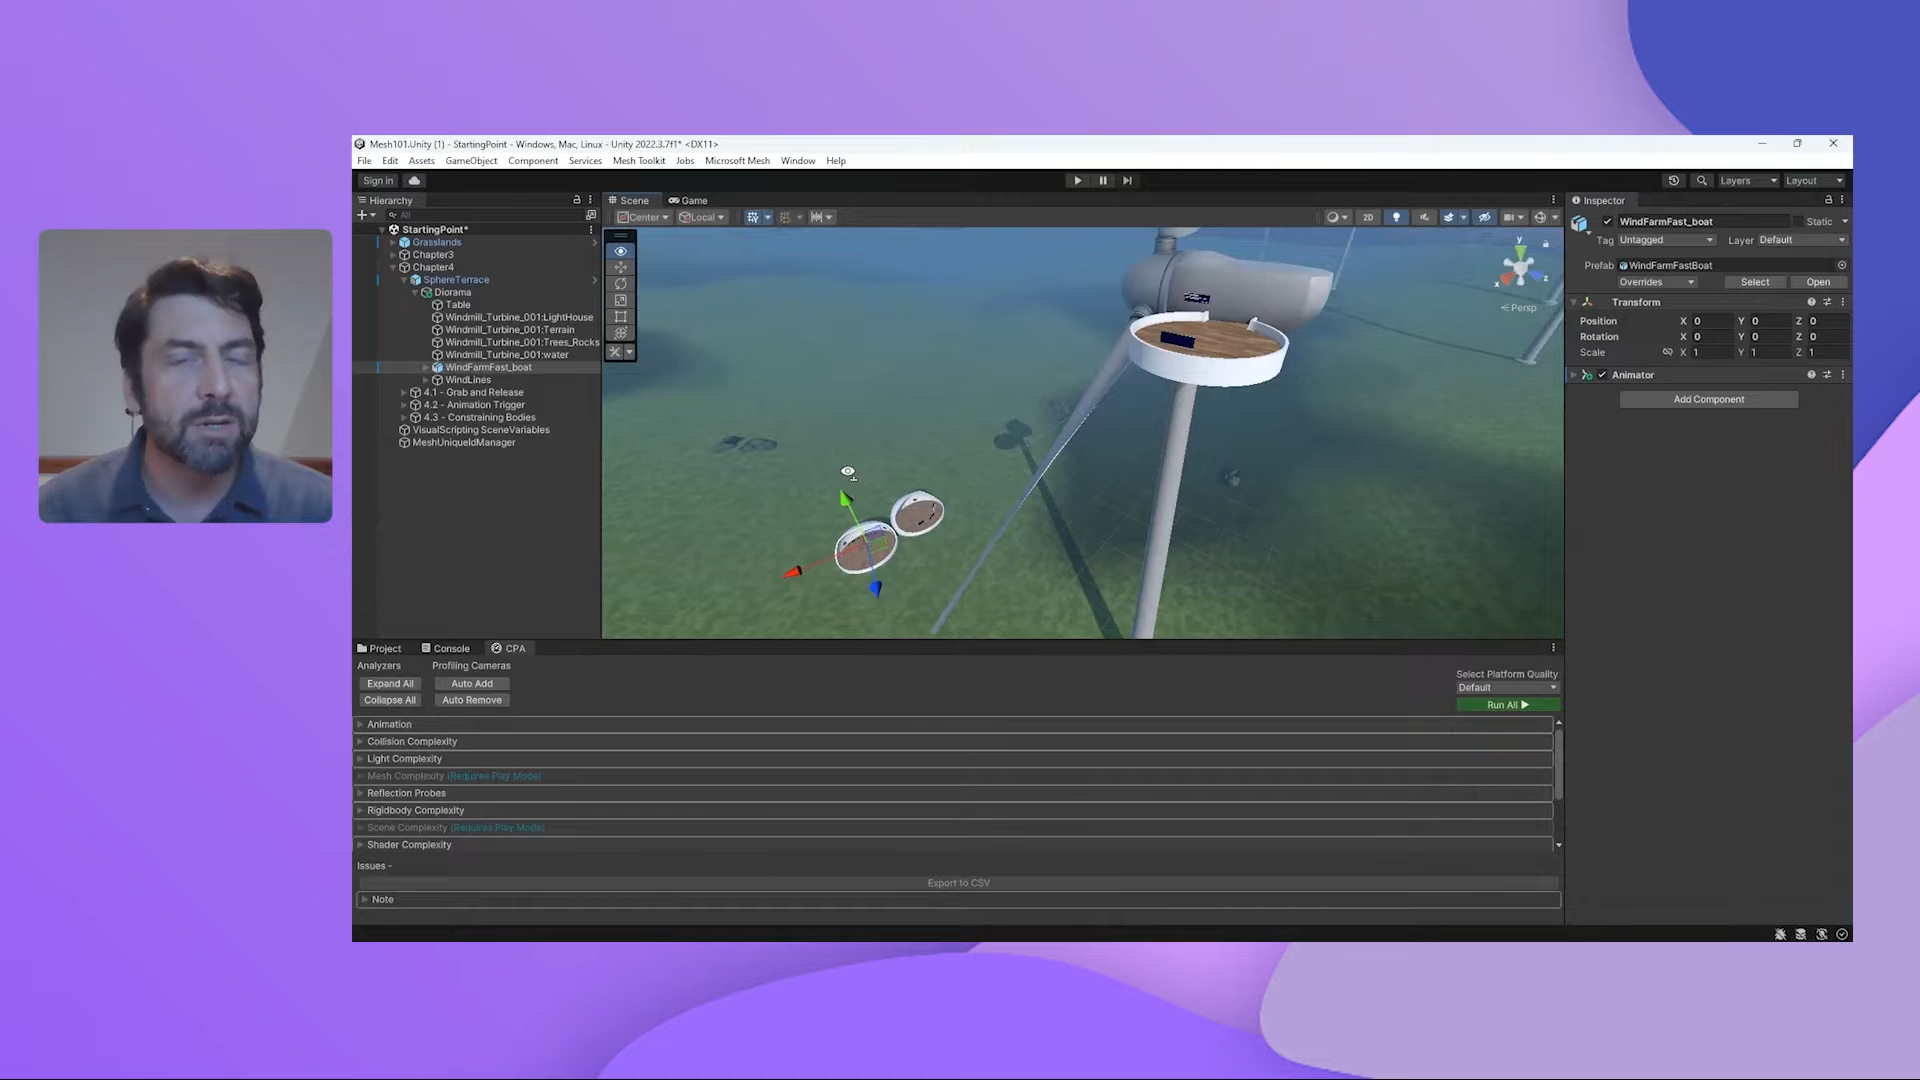 Mesh101.Unity (1) - StartingPoint - Windows, Mac, Linux - Unity 2022.3.7f1* <DX11>
File Edit Assets GameObject Component Services Mesh Toolkit Jobs Microsoft Mesh Window Help
Sign in
Layers Layout
Hierarchy
All
StartingPoint*
Grasslands
Chapter3
Chapter4
SphereTerrace
Diorama
Table
Windmill_Turbine_001:LightHouse
Windmill_Turbine_001:Terrain
Windmill_Turbine_001:Trees_Rocks
Windmill_Turbine_001:water
WindFarmFast_boat
WindLines
4.1 - Grab and Release
4.2 - Animation Trigger
4.3 - Constraining Bodies
VisualScripting SceneVariables
MeshUniqueIdManager
Scene Game
Center Local
2D
y
x
z
Persp
Inspector
WindFarmFast_boat Static
Tag Untagged Layer Default
Prefab WindFarmFastBoat
Overrides Select Open
Transform
Position X 0 Y 0 Z 0
Rotation X 0 Y 0 Z 0
Scale X 1 Y 1 Z 1
Animator
Add Component
Project Console CPA
Analyzers Profiling Cameras
Expand All Auto Add
Collapse All Auto Remove
Select Platform Quality
Default
Run All
Animation
Collision Complexity
Light Complexity
Mesh Complexity (Requires Play Mode)
Reflection Probes
Rigidbody Complexity
Scene Complexity (Requires Play Mode)
Shader Complexity
Issues -
Export to CSV
Note